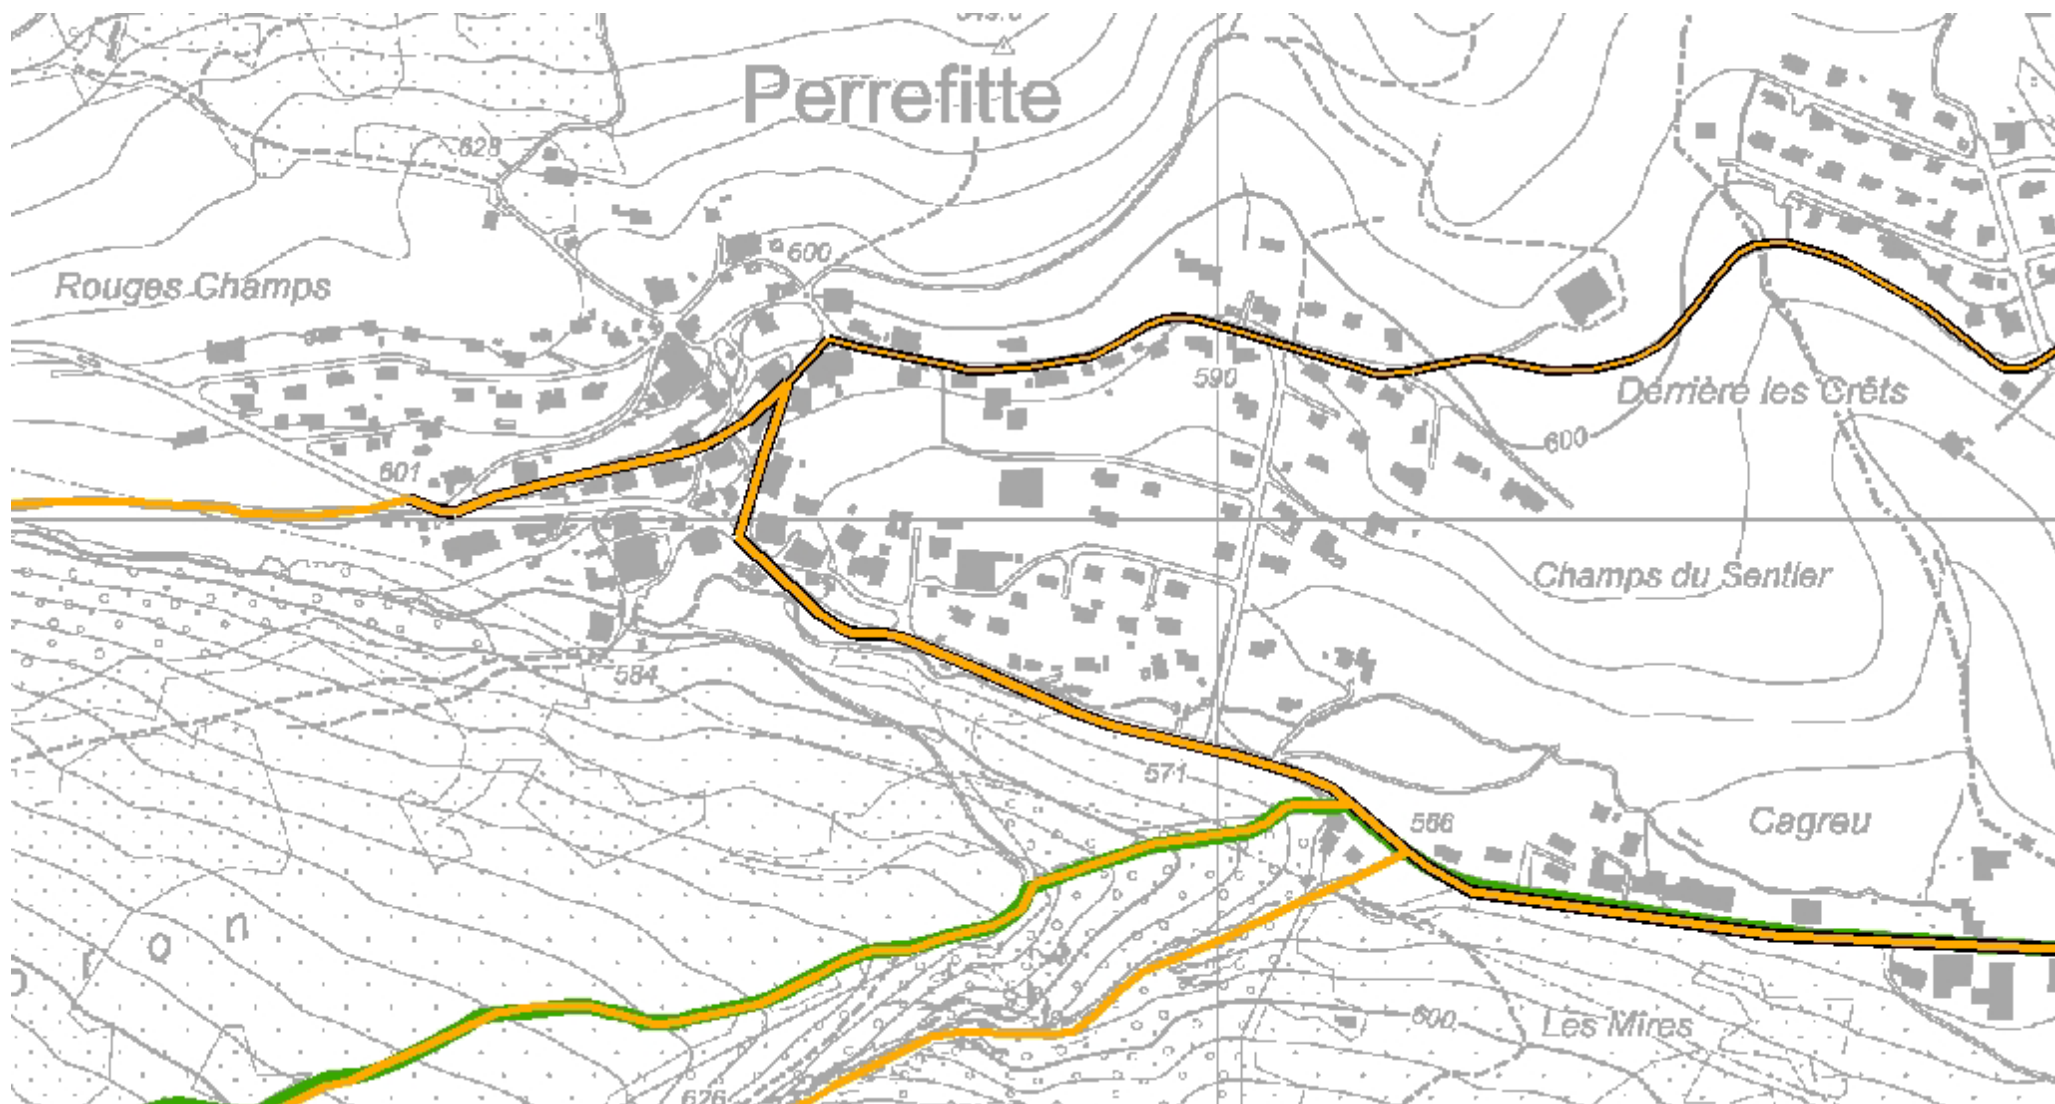 Perrefitte
628
600
Rouges Champs
590
Derrière les Crêts
600
601
Champs du Sentier
584
571
566
Cagreu
o r o n
600
Les Mires
626